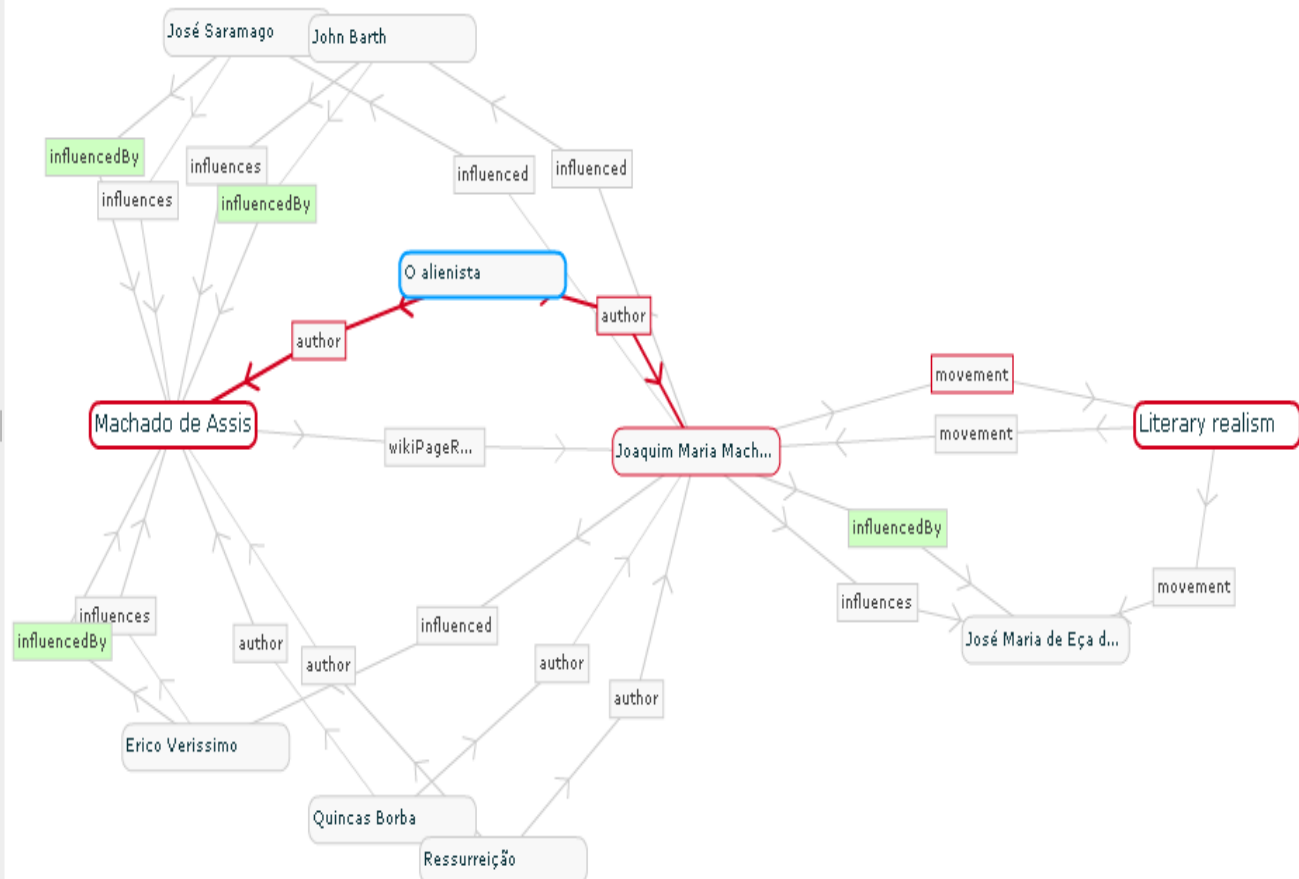 José Saramago
John Barth
influencedBy
influences
influences
influencedBy
influenced
influenced
O alienista
author
author
Machado de Assis
wikiPageR...
Joaquim Maria Mach...
movement
movement
Literary realism
influencedBy
influences
movement
José Maria de Eça d...
influences
influencedBy
author
author
influenced
author
author
Erico Verissimo
Quincas Borba
Ressurreição